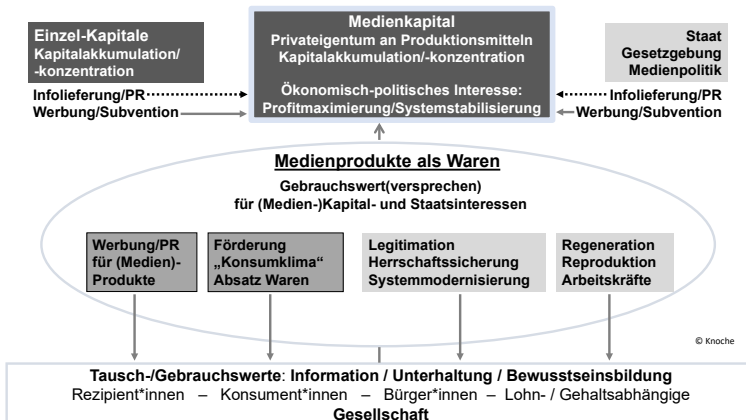 Einzel-Kapitale
Kapitalakkumulation/
-konzentration
Infolieferung/PR
Werbung/Subvention
Medienkapital
Privateigentum an Produktionsmitteln
Kapitalakkumulation/-konzentration
Ökonomisch-politisches Interesse:
Profitmaximierung/Systemstabilisierung
Staat
Gesetzgebung
Medienpolitik
Infolieferung/PR
Werbung/Subvention
Medienprodukte als Waren
Gebrauchswert(versprechen)
für (Medien-)Kapital- und Staatsinteressen
Werbung/PR
für (Medien)-
Produkte
Förderung
„Konsumklima“
Absatz Waren
Legitimation
Herrschaftssicherung
Systemmodernisierung
Regeneration
Reproduktion
Arbeitskräfte
© Knoche
Tausch-/Gebrauchswerte: Information / Unterhaltung / Bewusstseinsbildung
Rezipient*innen – Konsument*innen – Bürger*innen – Lohn- / Gehaltsabhängige
Gesellschaft